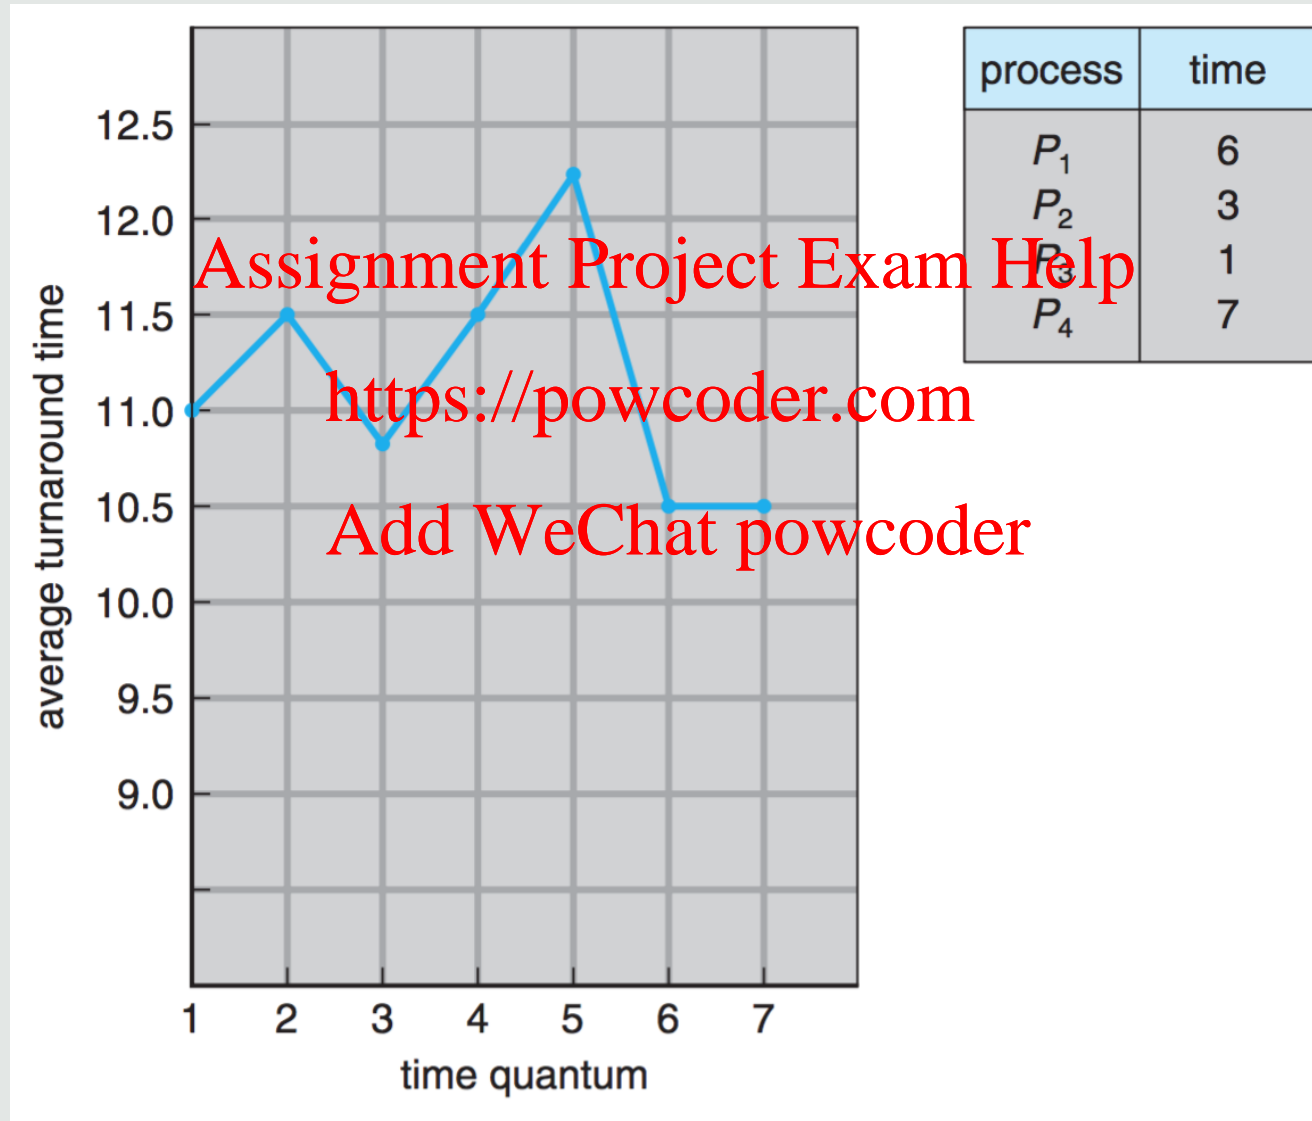 process time
12.5
P1 6
P2 3
12.0
Assignment Project Exam Help
P3 1
11.5
P4 7
https://powcoder.com
11.0
average turnaround time
10.5
Add WeChat powcoder
10.0
9.5
9.0
1 2 3 4 5 6 7
time quantum